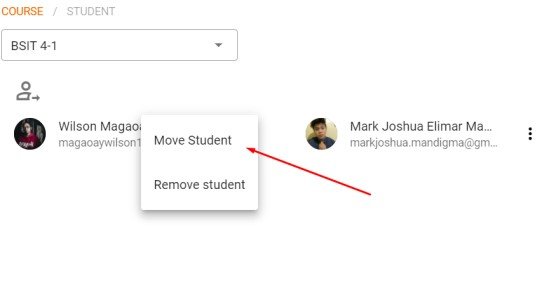 COURSE / STUDENT
BSIT 4-1
Wilson Magaoa
magaoaywilson1
Move Student
Remove student
Mark Joshua Elimar Ma...
markjoshua.mandigma@gm...